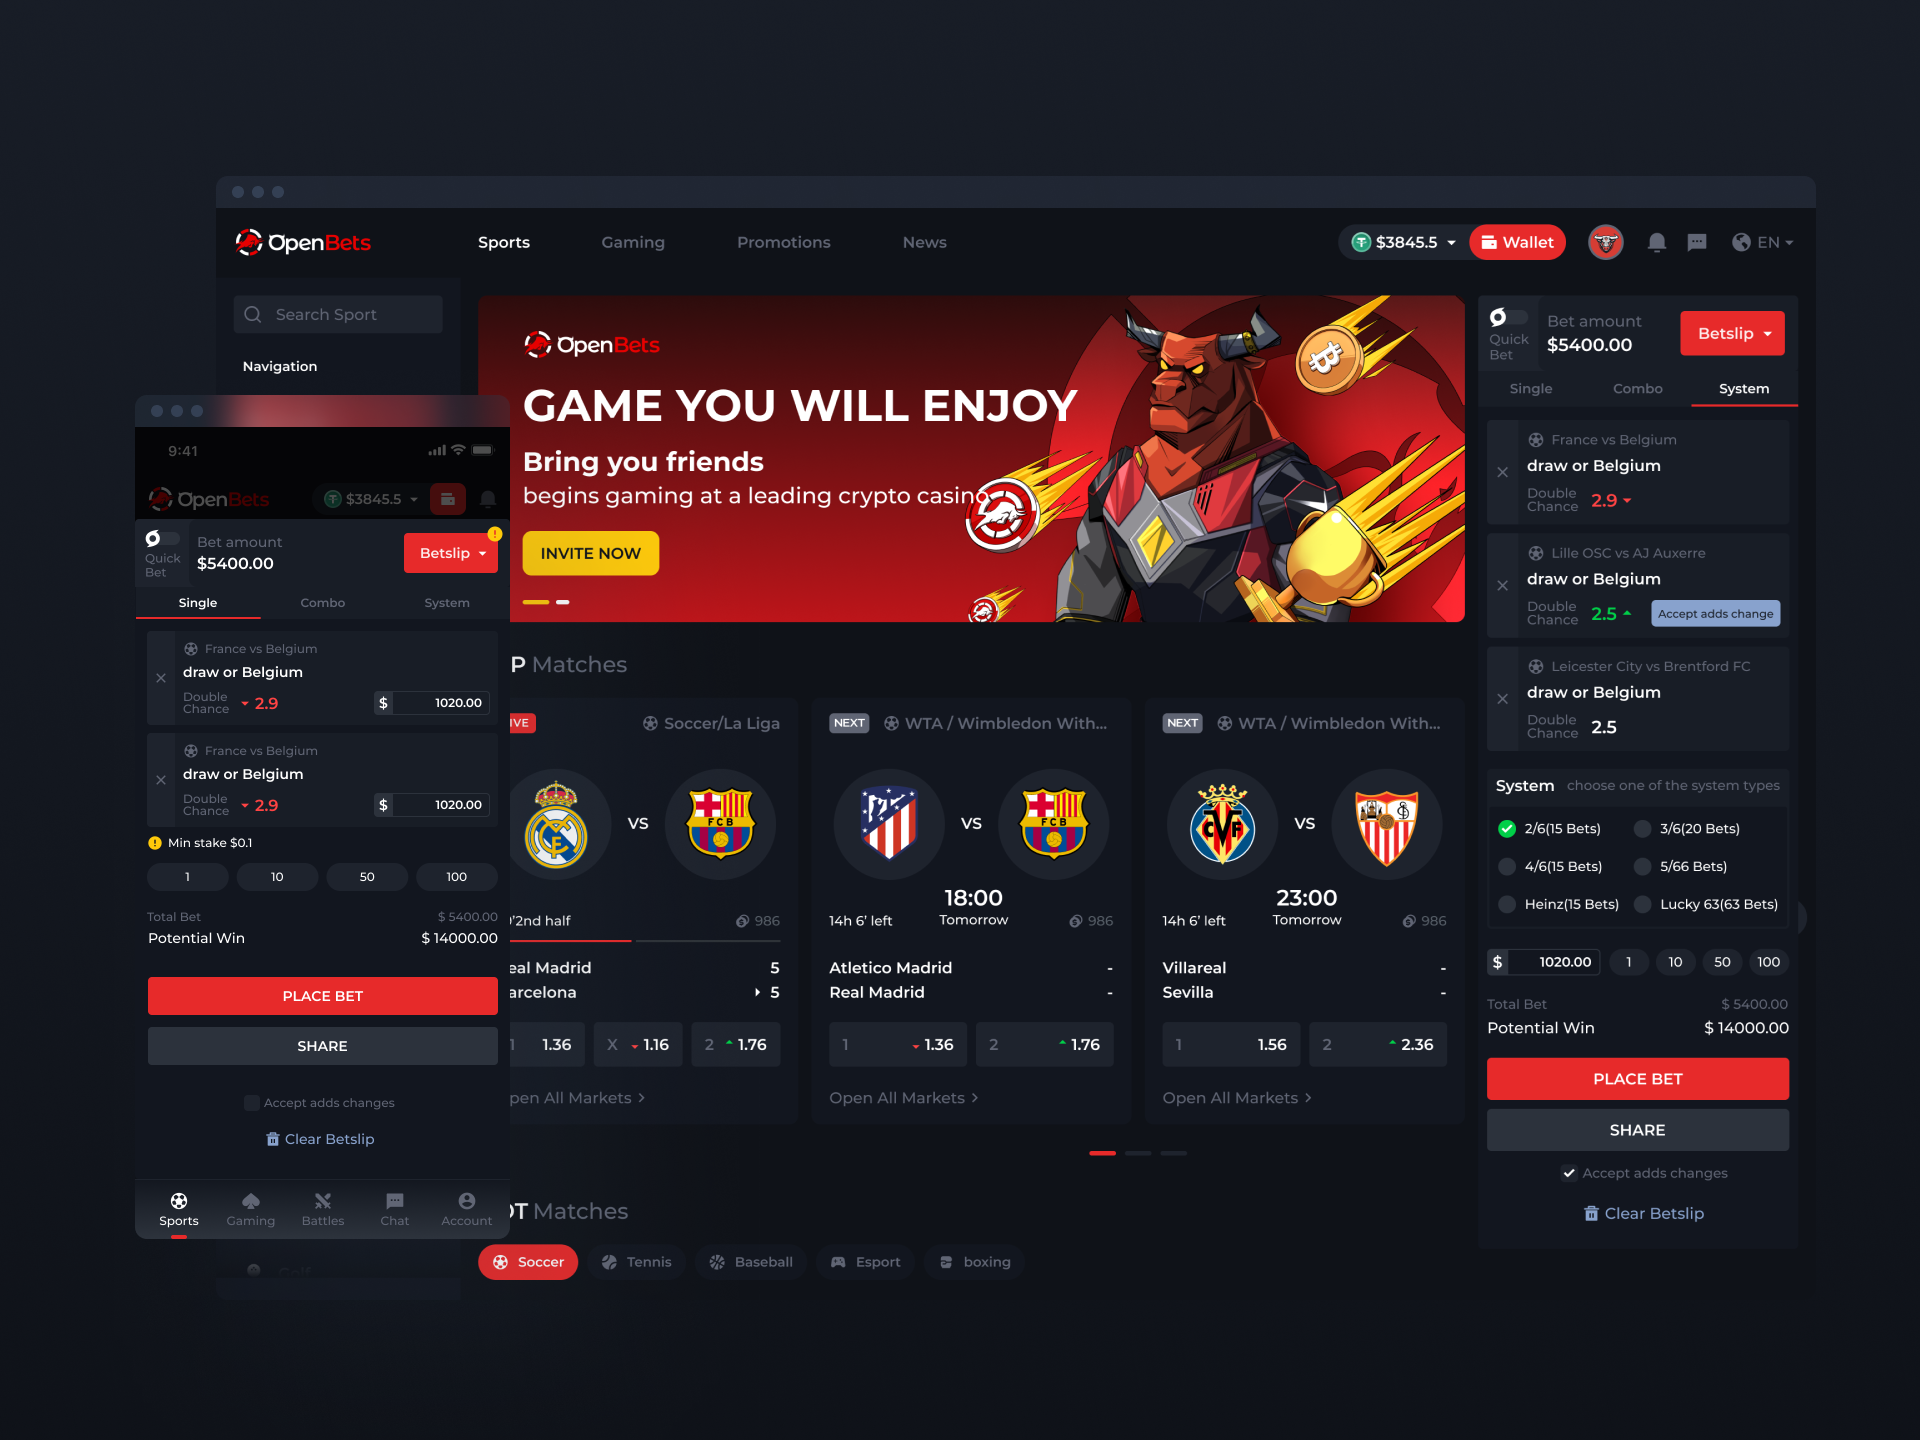 OpenBets
Sports
Gaming
Promotions
News
$3845.5
Wallet
EN
Search Sport
Navigation
OpenBets
GAME YOU WILL ENJOY
Bring you friends
begins gaming at a leading crypto casino
INVITE NOW
Quick Bet
Bet amount
$5400.00
Betslip
Single
Combo
System
France vs Belgium
draw or Belgium
Double Chance
2.9
Lille OSC vs AJ Auxerre
draw or Belgium
Double Chance
2.5
Accept adds change
Leicester City vs Brentford FC
draw or Belgium
Double Chance
2.5
System
choose one of the system types
2/6(15 Bets)
3/6(20 Bets)
4/6(15 Bets)
5/66 Bets)
Heinz(15 Bets)
Lucky 63(63 Bets)
$
1020.00
1
10
50
100
Total Bet
$ 5400.00
Potential Win
$ 14000.00
PLACE BET
SHARE
Accept adds changes
Clear Betslip
9:41
OpenBets
$3845.5
Quick Bet
Bet amount
$5400.00
Betslip
Single
Combo
System
France vs Belgium
draw or Belgium
Double Chance
2.9
$
1020.00
France vs Belgium
draw or Belgium
Double Chance
2.9
$
1020.00
Min stake $0.1
1
10
50
100
Total Bet
$ 5400.00
Potential Win
$ 14000.00
PLACE BET
SHARE
Accept adds changes
Clear Betslip
Sports
Gaming
Battles
Chat
Account
P Matches
IVE
Soccer/La Liga
FCB
VS
'2nd half
986
eal Madrid
5
arcelona
5
1
1.36
X
1.16
2
1.76
pen All Markets
NEXT
WTA / Wimbledon With...
FCB
VS
18:00
14h 6' left
Tomorrow
986
Atletico Madrid
-
Real Madrid
-
1
1.36
2
1.76
Open All Markets
NEXT
WTA / Wimbledon With...
CVF
VS
23:00
14h 6' left
Tomorrow
986
Villareal
-
Sevilla
-
1
1.56
2
2.36
Open All Markets
OT Matches
Soccer
Tennis
Baseball
Esport
boxing